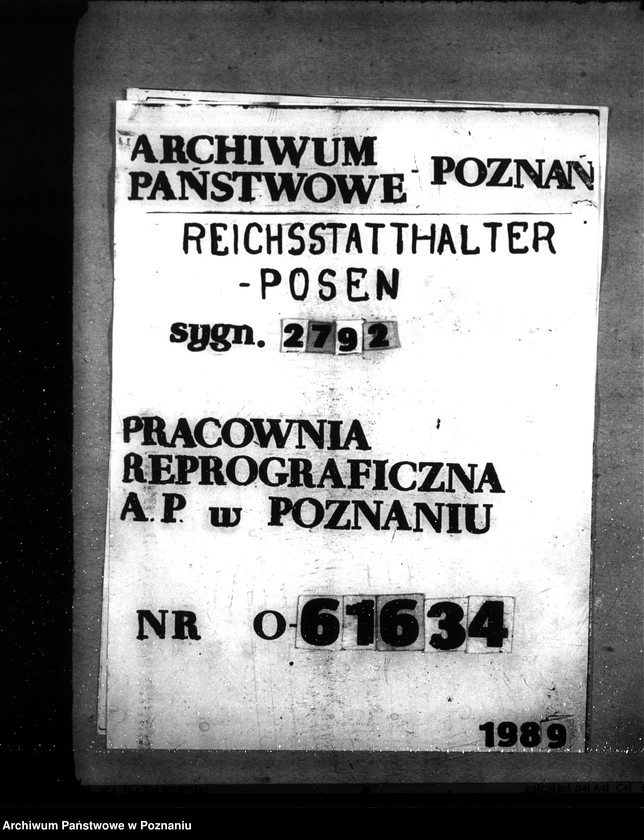 ARCHIWUM
PAŃSTWOWE - POZNAŃ
REICHSSTATTHALTER
-POSEN
sygn. 2792
PRACOWNIA
REPROGRAFICZNA
A.P. w POZNANIU
NR O-61634
1989
Archiwum Państwowe w Poznaniu